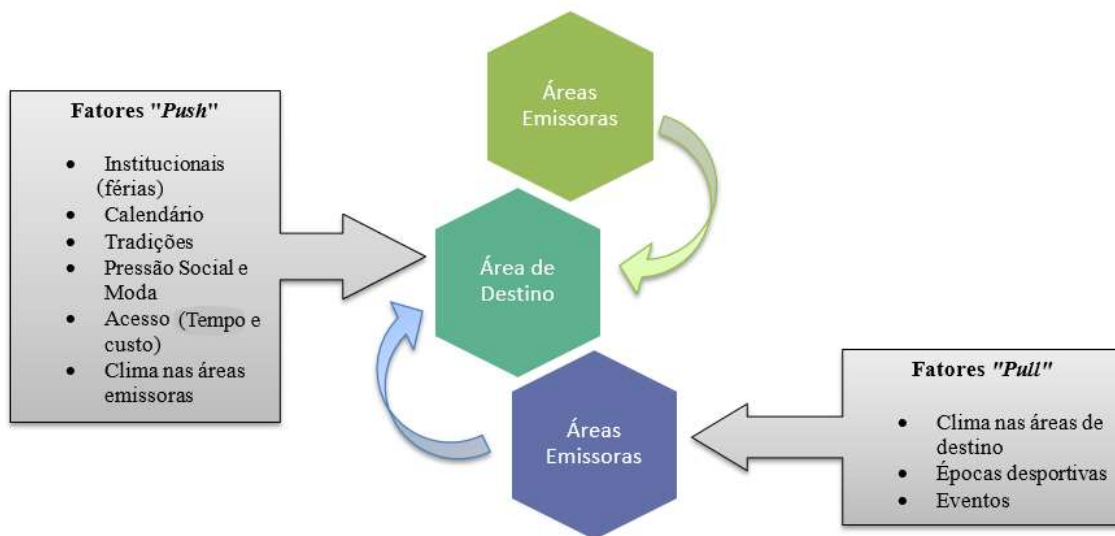 Áreas
Emissoras
Fatores "Push"
• Institucionais
(férias)
• Calendário
• Tradições
• Pressão Social e
Moda
• Acesso (Tempo e
custo)
• Clima nas áreas
emissoras
Área de
Destino
Áreas
Emissoras
Fatores "Pull"
• Clima nas áreas de
destino
• Épocas desportivas
• Eventos